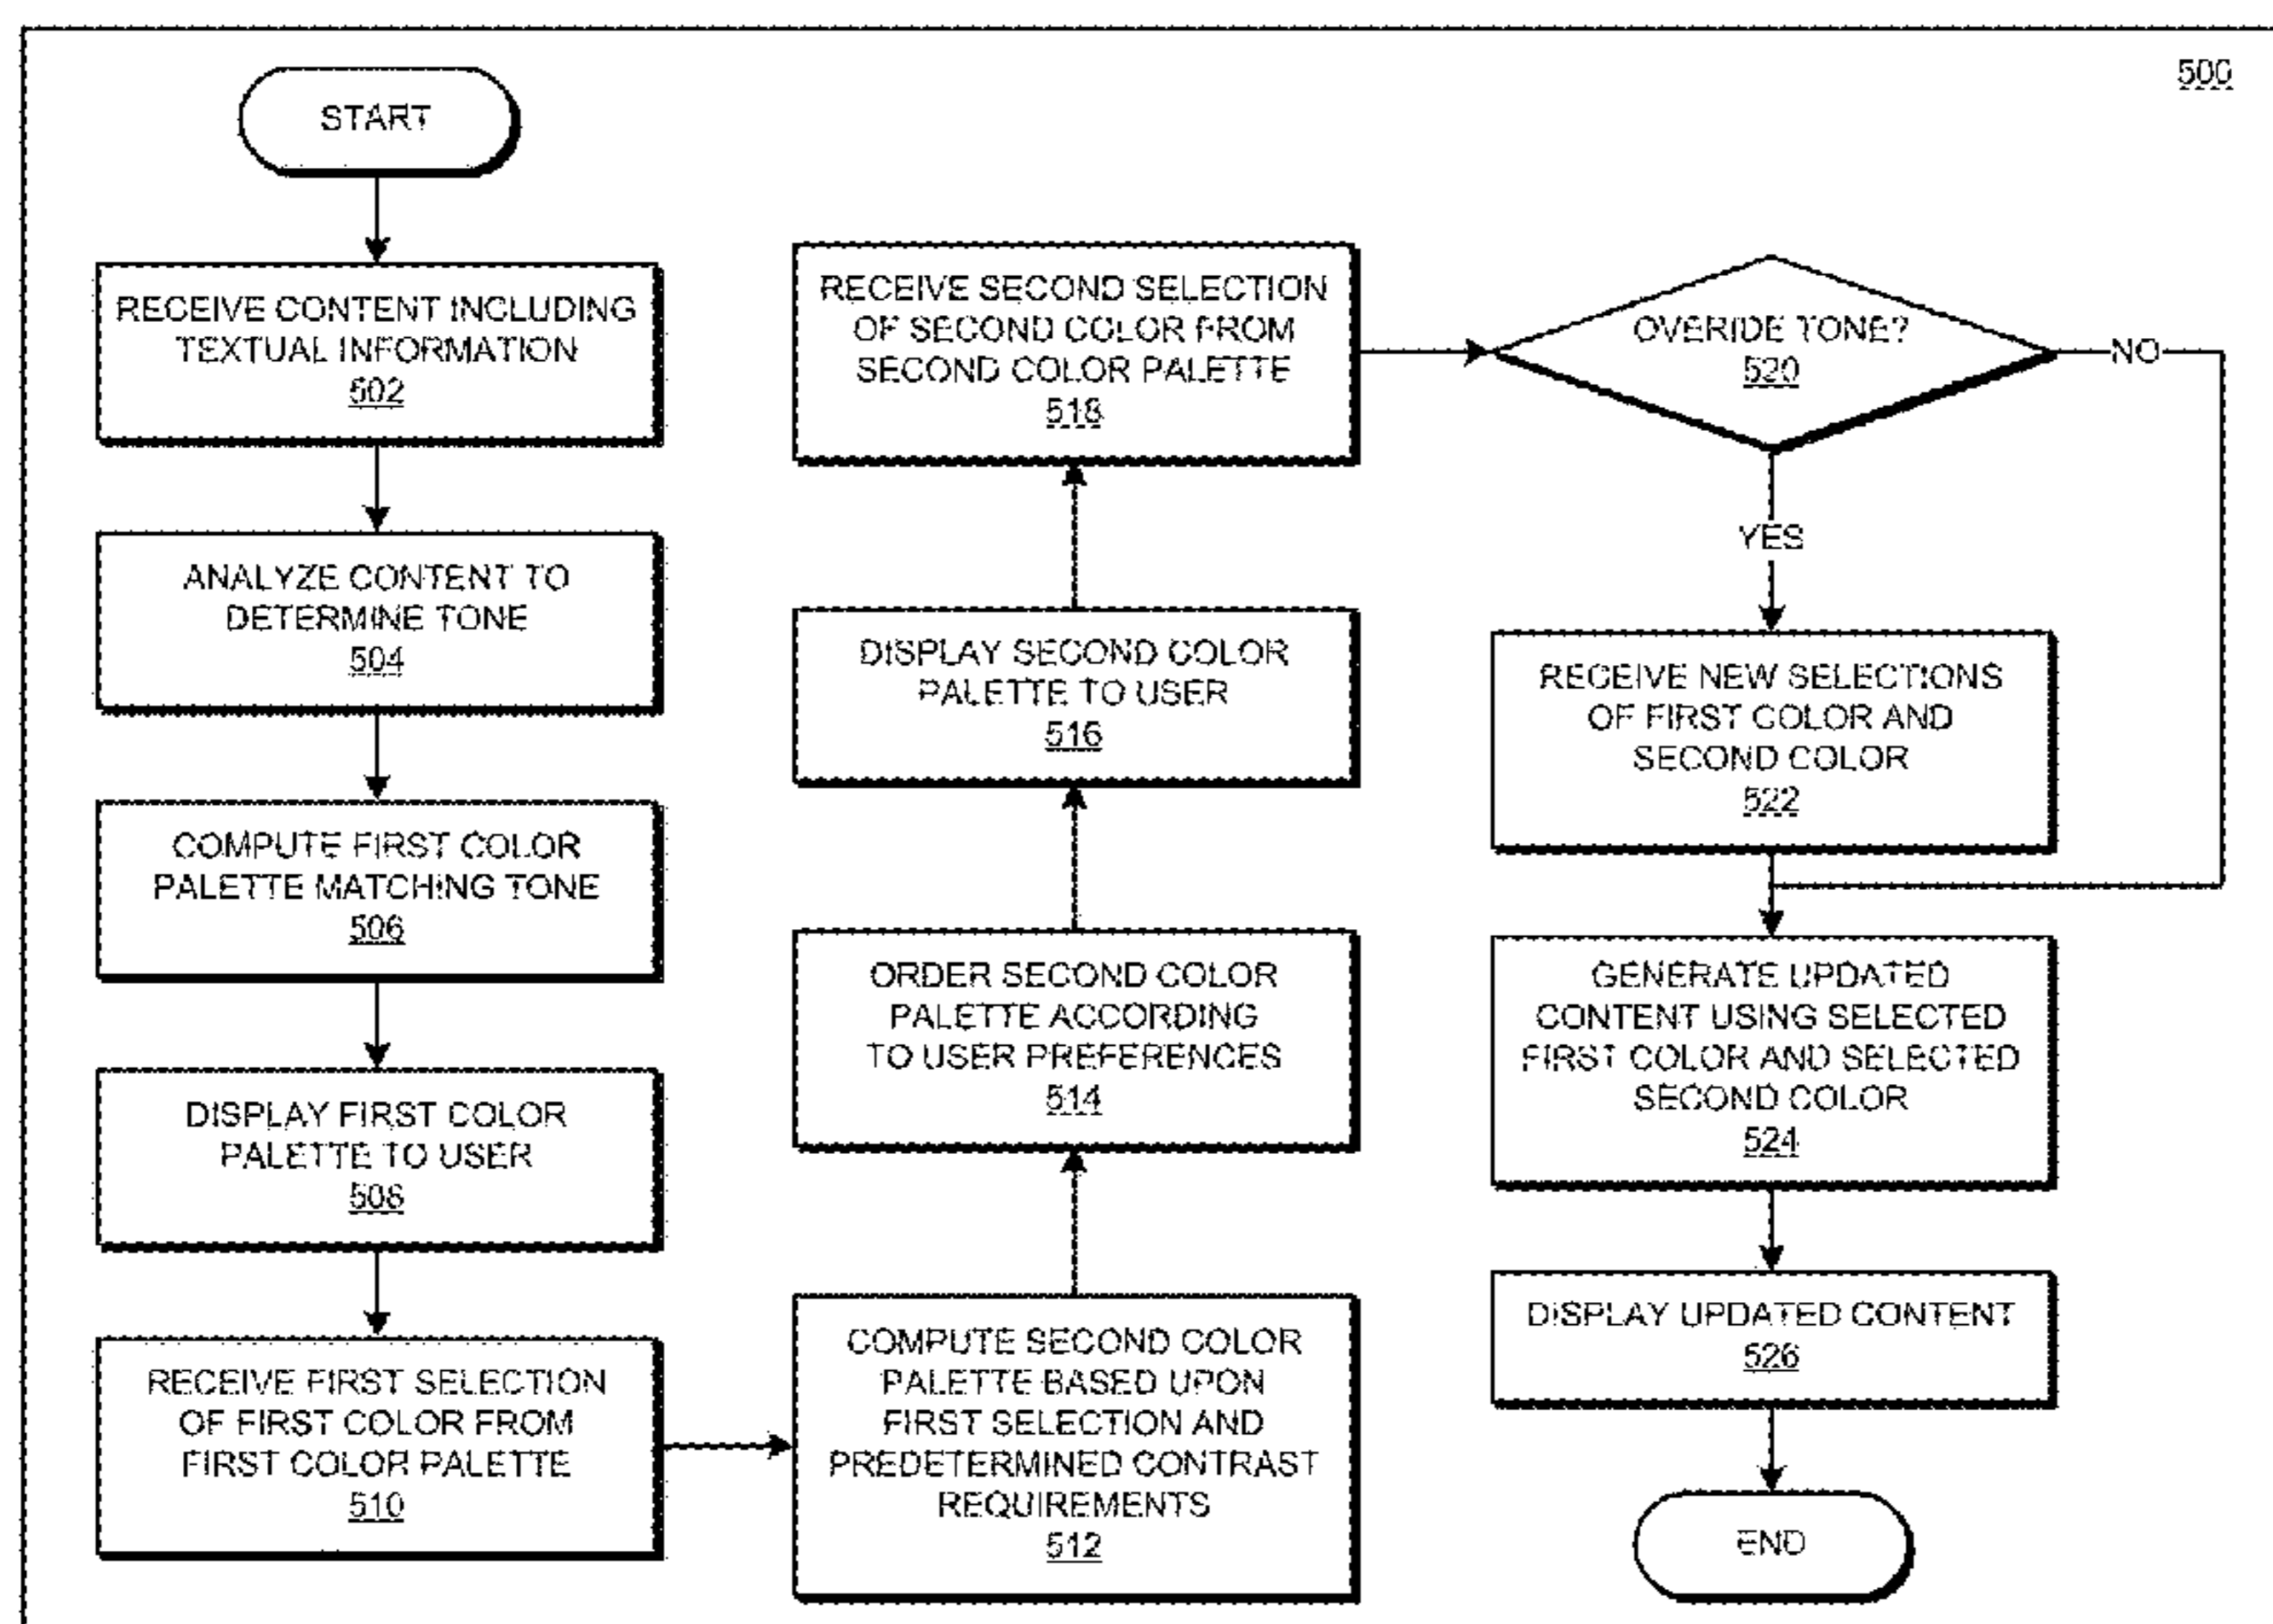 500
START
RECEIVE CONTENT INCLUDING
TEXTUAL INFORMATION
502
ANALYZE CONTENT TO
DETERMINE TONE
504
COMPUTE FIRST COLOR
PALETTE MATCHING TONE
506
DISPLAY FIRST COLOR
PALETTE TO USER
508
RECEIVE FIRST SELECTION
OF FIRST COLOR FROM
FIRST COLOR PALETTE
510
COMPUTE SECOND COLOR
PALETTE BASED UPON
FIRST SELECTION AND
PREDETERMINED CONTRAST
REQUIREMENTS
512
ORDER SECOND COLOR
PALETTE ACCORDING
TO USER PREFERENCES
514
DISPLAY SECOND COLOR
PALETTE TO USER
516
RECEIVE SECOND SELECTION
OF SECOND COLOR FROM
SECOND COLOR PALETTE
518
OVERIDE TONE?
520
NO
YES
RECEIVE NEW SELECTIONS
OF FIRST COLOR AND
SECOND COLOR
522
GENERATE UPDATED
CONTENT USING SELECTED
FIRST COLOR AND SELECTED
SECOND COLOR
524
DISPLAY UPDATED CONTENT
526
END